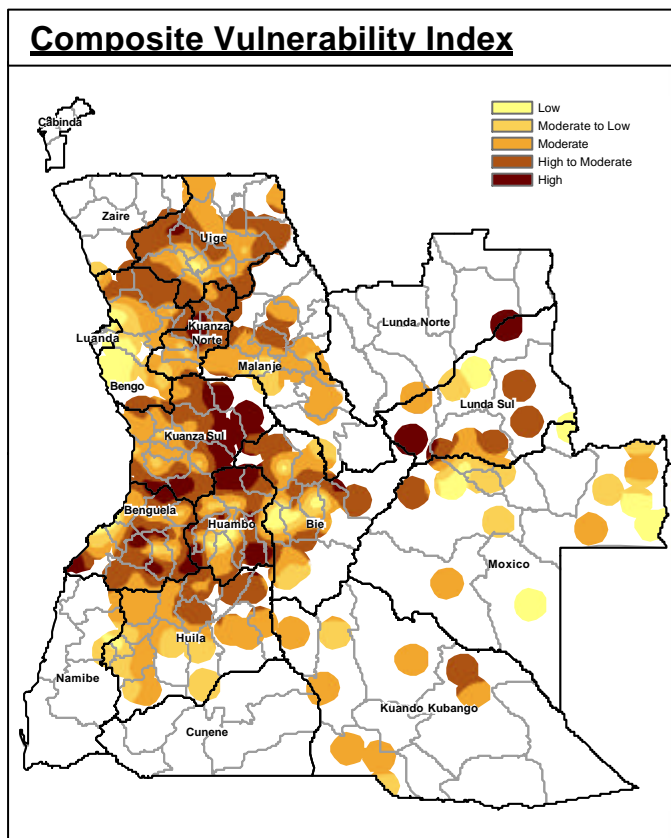 Composite Vulnerability Index
Low
Moderate to Low
Moderate
High to Moderate
High
Cabinda
Zaire
Uige
Lunda Norte
Kuanza
Norte
Luanda
Malanje
Bengo
Lunda Sul
Kuanza Sul
Benguela
Huambo
Bie
Moxico
Huila
Namibe
Kuando Kubango
Cunene